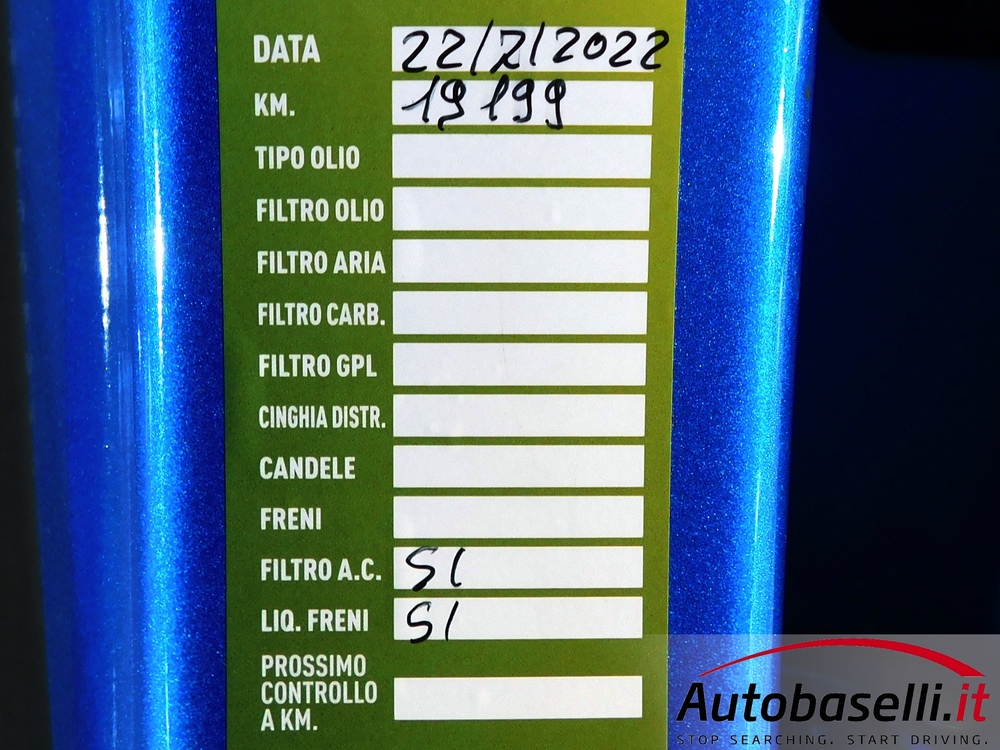 DATA 22/7/2022
KM. 19199
TIPO OLIO
FILTRO OLIO
FILTRO ARIA
FILTRO CARB.
FILTRO GPL
CINGHIA DISTR.
CANDELE
FRENI
FILTRO A.C. SI
LIQ. FRENI SI
PROSSIMO
CONTROLLO
A KM.
Autobaselli.it
STOP SEARCHING. START DRIVING.